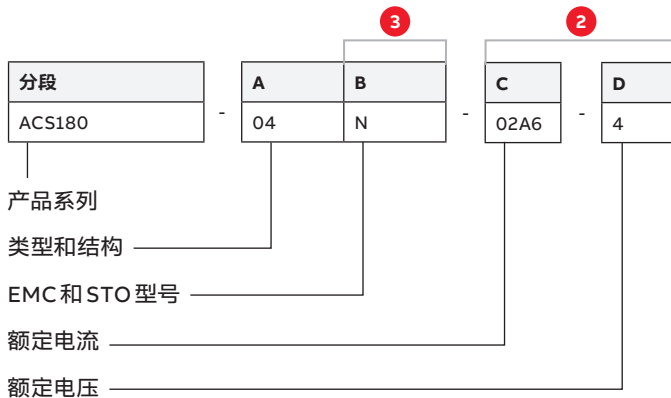 3 2
分段 A B C D
ACS180 - 04 N - 02A6 - 4
产品系列
类型和结构
EMC和STO型号
额定电流
额定电压